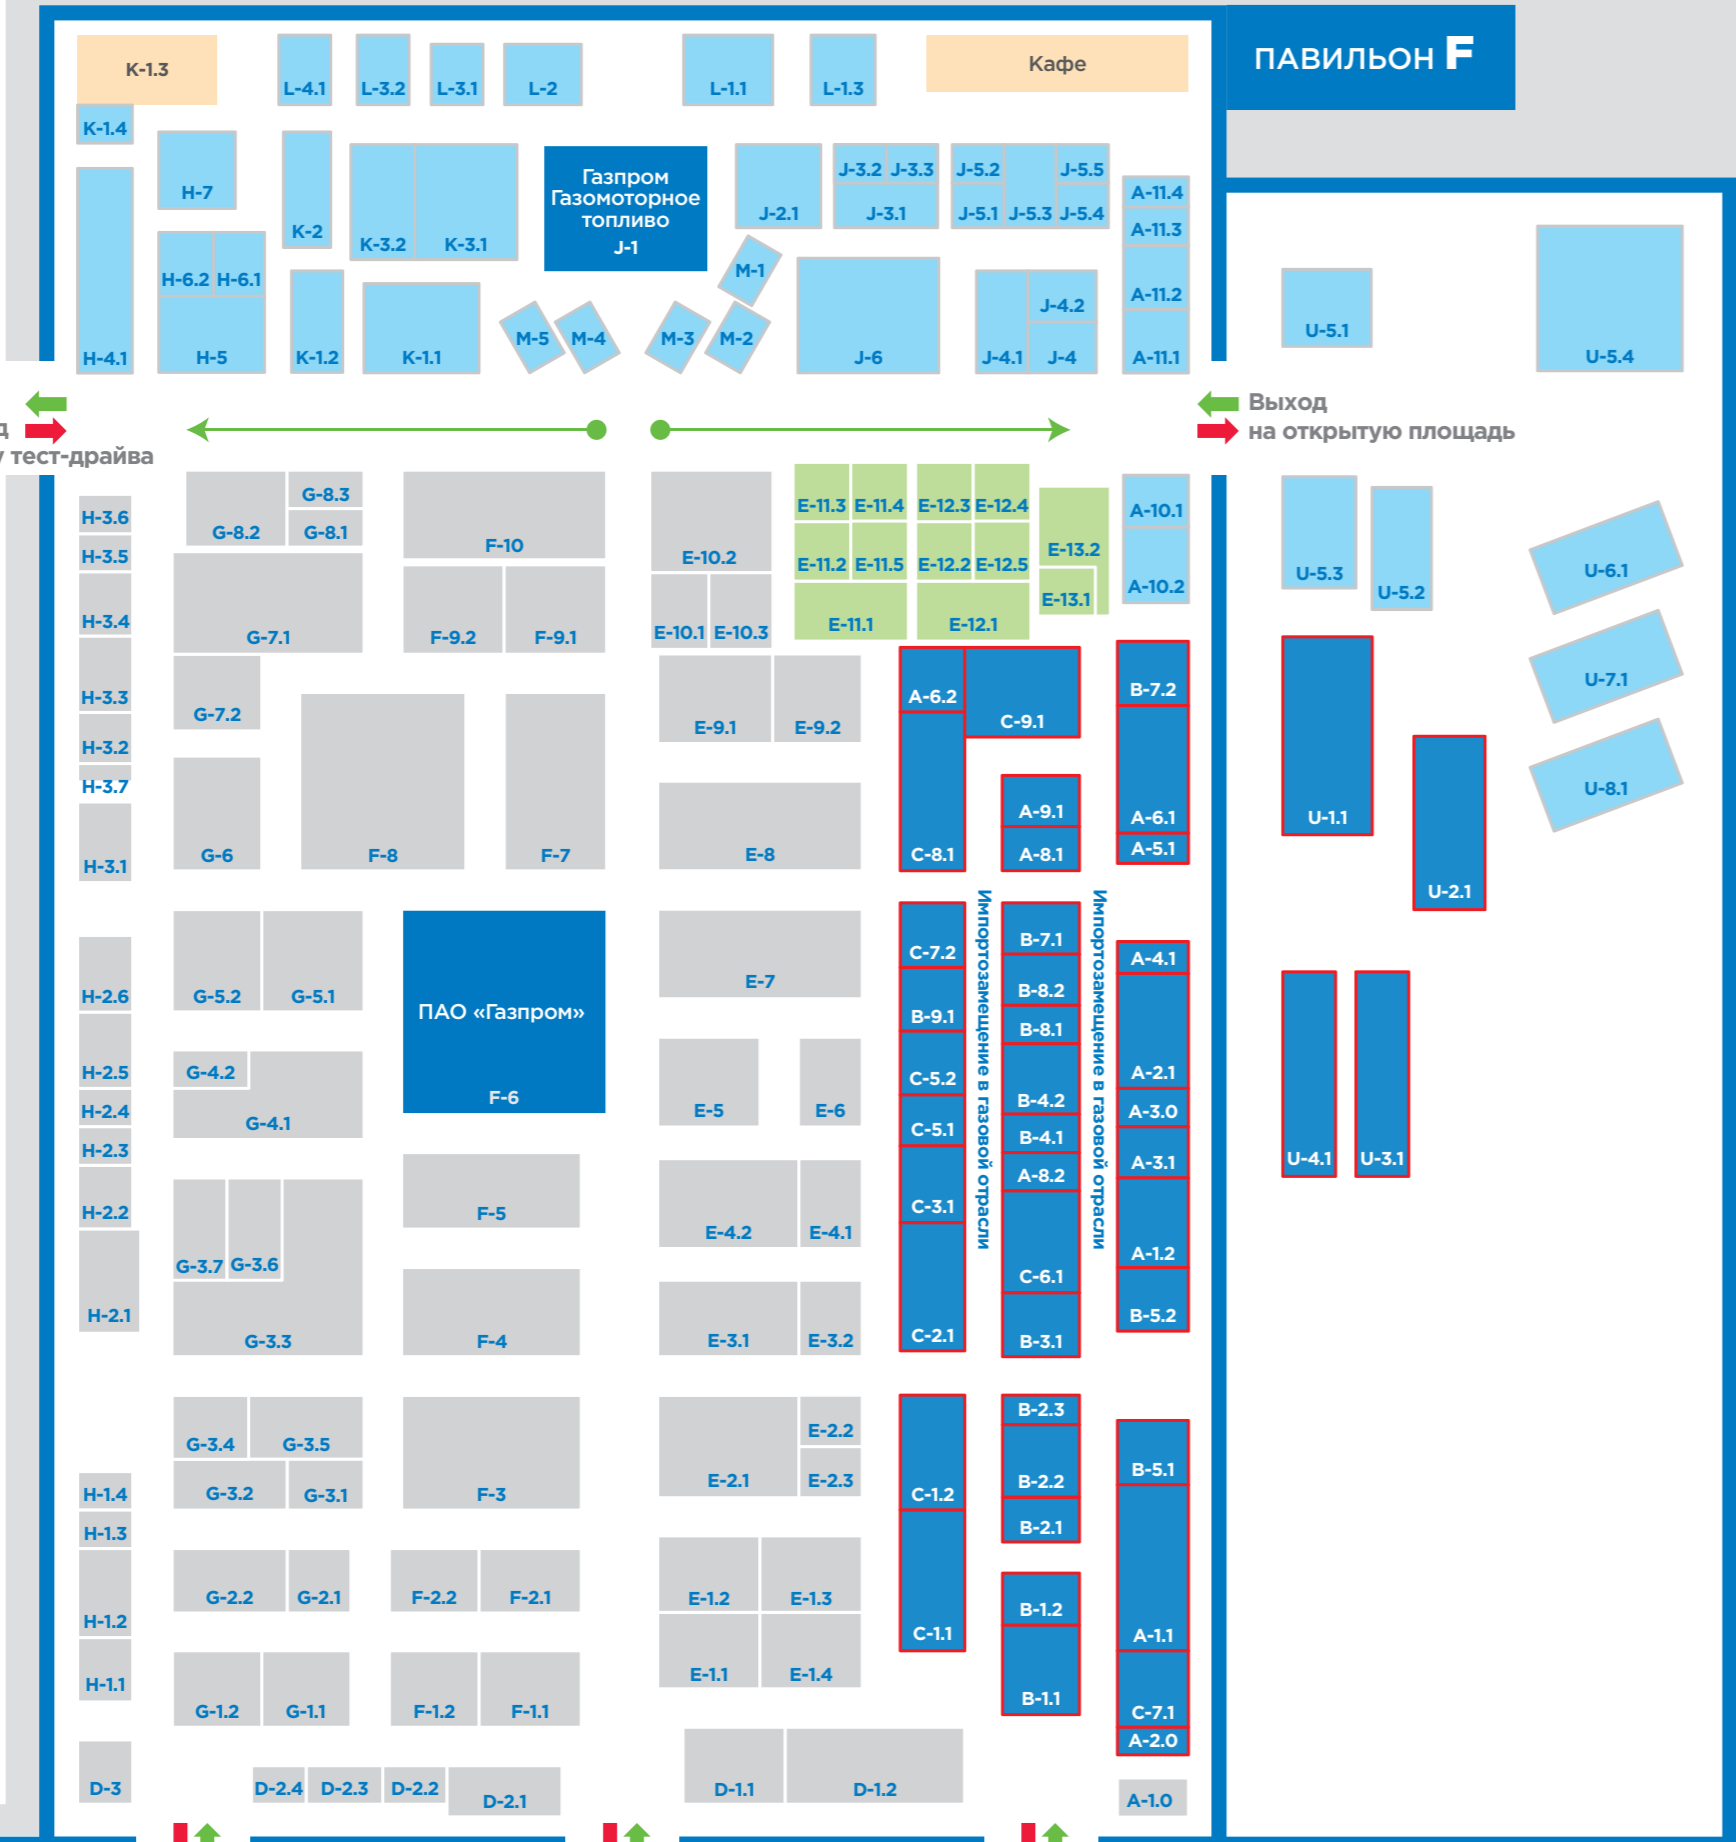 ПАВИЛЬОН F
K-1.3
L-4.1
L-3.2
L-3.1
L-2
L-1.1
L-1.3
Кафе
K-1.4
H-7
K-2
K-3.2
K-3.1
Газпром
Газомоторное
топливо
J-1
J-2.1
J-3.2
J-3.3
J-3.1
J-5.2
J-5.5
J-5.1
J-5.3
J-5.4
A-11.4
A-11.3
A-11.2
A-11.1
H-4.1
H-6.2
H-6.1
H-5
K-1.2
K-1.1
M-5
M-4
M-3
M-2
M-1
J-6
J-4.1
J-4.2
J-4
U-5.1
U-5.4
Выход
на открытую площадь
д
у тест-драйва
H-3.6
H-3.5
H-3.4
H-3.3
H-3.2
H-3.7
H-3.1
G-8.2
G-8.3
G-8.1
G-7.1
G-7.2
G-6
F-10
F-9.2
F-9.1
F-8
F-7
E-10.2
E-10.1
E-10.3
E-9.1
E-9.2
E-8
E-11.3
E-11.4
E-11.2
E-11.5
E-11.1
E-12.3
E-12.4
E-12.2
E-12.5
E-12.1
E-13.2
E-13.1
A-10.1
A-10.2
A-6.2
C-9.1
C-8.1
A-9.1
A-8.1
B-7.2
A-6.1
A-5.1
U-5.3
U-5.2
U-6.1
U-7.1
U-8.1
U-1.1
U-2.1
U-4.1
U-3.1
H-2.6
H-2.5
H-2.4
H-2.3
H-2.2
H-2.1
G-5.2
G-5.1
G-4.2
G-4.1
G-3.7
G-3.6
G-3.3
ПАО «Газпром»
F-6
F-5
F-4
E-7
E-5
E-6
E-4.2
E-4.1
E-3.1
E-3.2
C-7.2
B-9.1
C-5.2
C-5.1
C-3.1
C-2.1
Импортозамещение в газовой отрасли
B-7.1
B-8.2
B-8.1
B-4.2
B-4.1
A-8.2
C-6.1
B-3.1
Импортозамещение в газовой отрасли
A-4.1
A-2.1
A-3.0
A-3.1
A-1.2
B-5.2
H-1.4
H-1.3
H-1.2
H-1.1
G-3.4
G-3.5
G-3.2
G-3.1
G-2.2
G-2.1
G-1.2
G-1.1
F-3
F-2.2
F-2.1
F-1.2
F-1.1
E-2.1
E-2.2
E-2.3
E-1.2
E-1.3
E-1.1
E-1.4
C-1.2
C-1.1
B-2.3
B-2.2
B-2.1
B-1.2
B-1.1
B-5.1
A-1.1
C-7.1
A-2.0
D-3
D-2.4
D-2.3
D-2.2
D-2.1
D-1.1
D-1.2
A-1.0